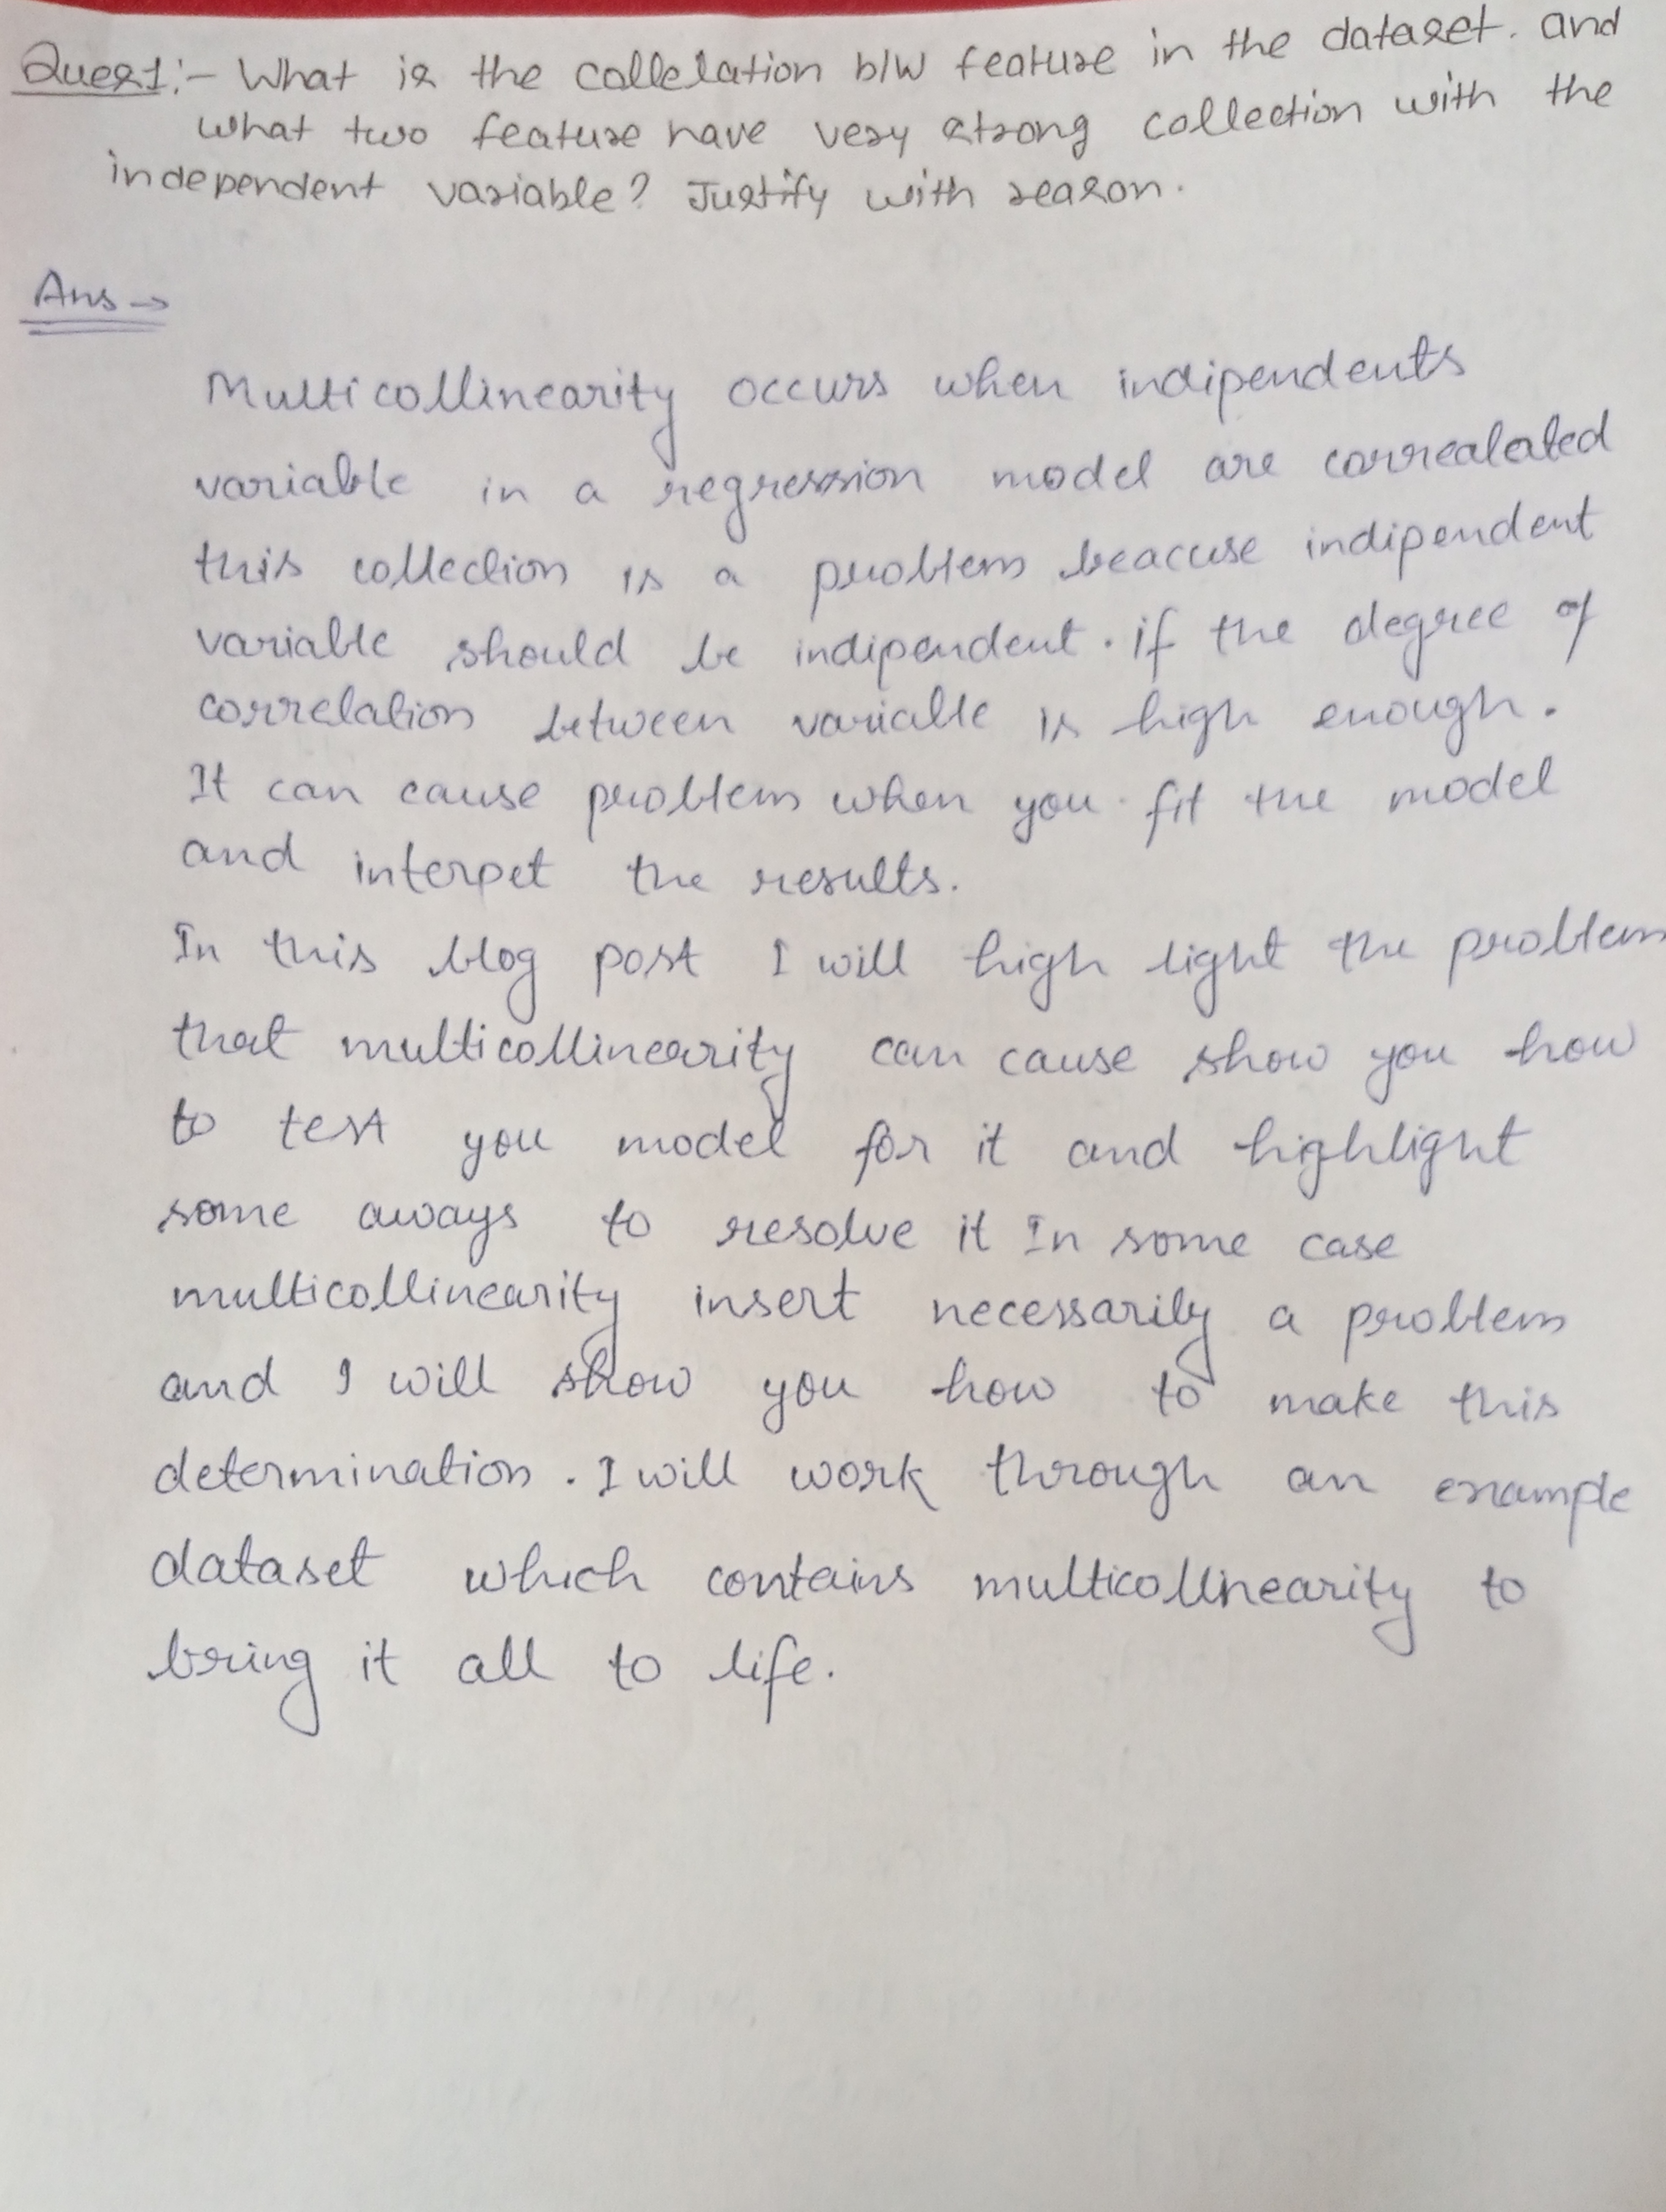 Ques1:- What is the collelation b/w feature in the dataset. and
what two feature have very strong collection with the
independent variable? Justify with reason.
Ans →
Multicollinearity occurs when indipendents
variable in a regression model are correalated
this collection is a problem beacuse indipendent
variable should be indipendent. if the degree of
correlation between variable is high enough.
It can cause problem when you fit the model
and interpet the results.
In this blog post I will high light the problem
that multicollinearity can cause show you how
to test you model for it and highlight
some aways to resolve it In some case
multicollinearity insert necessarily a problem
and I will show you how to make this
determination. I will work through an example
dataset which contains multicollinearity to
bring it all to life.